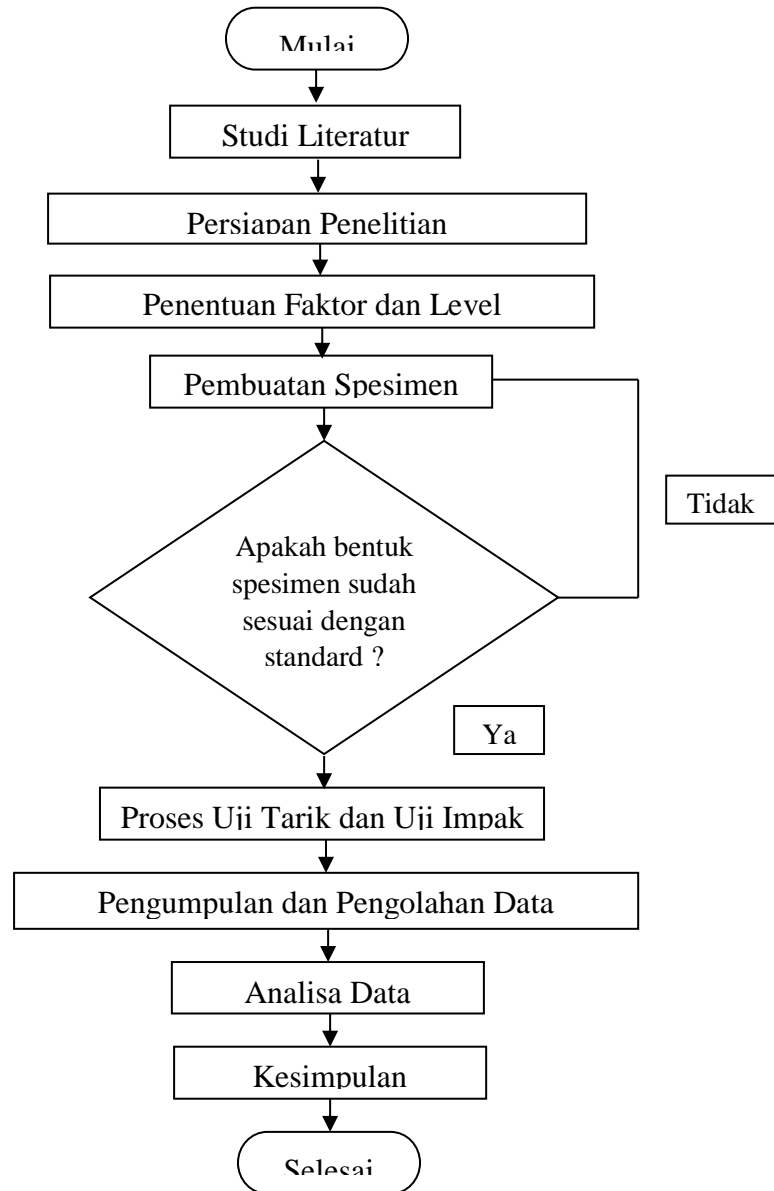 Mulai
Studi Literatur
Persiapan Penelitian
Penentuan Faktor dan Level
Pembuatan Spesimen
Tidak
Apakah bentuk
spesimen sudah
sesuai dengan
standard ?
Ya
Proses Uji Tarik dan Uji Impak
Pengumpulan dan Pengolahan Data
Analisa Data
Kesimpulan
Selesai